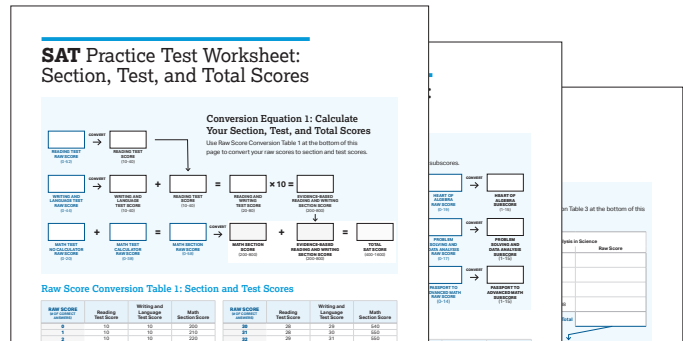 SAT Practice Test Worksheet:
Section, Test, and Total Scores
Conversion Equation 1: Calculate
Your Section, Test, and Total Scores
Use Raw Score Conversion Table 1 at the bottom of this
page to convert your raw scores to section and test scores.
CONVERT
READING TEST
RAW SCORE
(0-52)
READING TEST
SCORE
(10-40)
CONVERT
+ = × 10 =
WRITING AND
LANGUAGE TEST
RAW SCORE
(0-44)
WRITING AND
LANGUAGE TEST
SCORE
(10-40)
READING TEST
SCORE
(10-40)
READING AND
WRITING
TEST SCORE
(20-80)
EVIDENCE-BASED
READING AND WRITING
SECTION SCORE
(200-800)
+ = CONVERT + =
MATH TEST
NO CALCULATOR
RAW SCORE
(0-20)
MATH TEST
CALCULATOR
RAW SCORE
(0-38)
MATH SECTION
RAW SCORE
(0-58)
MATH SECTION
SCORE
(200-800)
EVIDENCE-BASED
READING AND WRITING
SECTION SCORE
(200-800)
TOTAL
SAT SCORE
(400-1600)
Raw Score Conversion Table 1: Section and Test Scores
RAW SCORE
(# OF CORRECT
ANSWERS)
Reading
Test Score
Writing and
Language
Test Score
Math
Section Score
0 10 10 200
1 10 10 210
2 10 10 220
RAW SCORE
(# OF CORRECT
ANSWERS)
Reading
Test Score
Writing and
Language
Test Score
Math
Section Score
30 28 29 540
31 28 30 550
32 29 31 550
subscores.
CONVERT
HEART OF
ALGEBRA
RAW SCORE
(0-19)
HEART OF
ALGEBRA
SUBSCORE
(1-15)
CONVERT
PROBLEM
SOLVING AND
DATA ANALYSIS
RAW SCORE
(0-17)
PROBLEM
SOLVING AND
DATA ANALYSIS
SUBSCORE
(1-15)
CONVERT
PASSPORT TO
ADVANCED MATH
RAW SCORE
(0-16)
PASSPORT TO
ADVANCED MATH
SUBSCORE
(1-15)
Table 3 at the bottom of this
in Science
Raw Score
Total